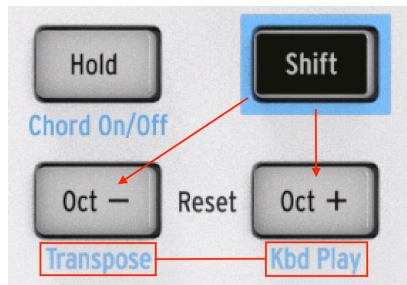 Hold Shift
Chord On/Off
Oct − Reset Oct +
Transpose Kbd Play